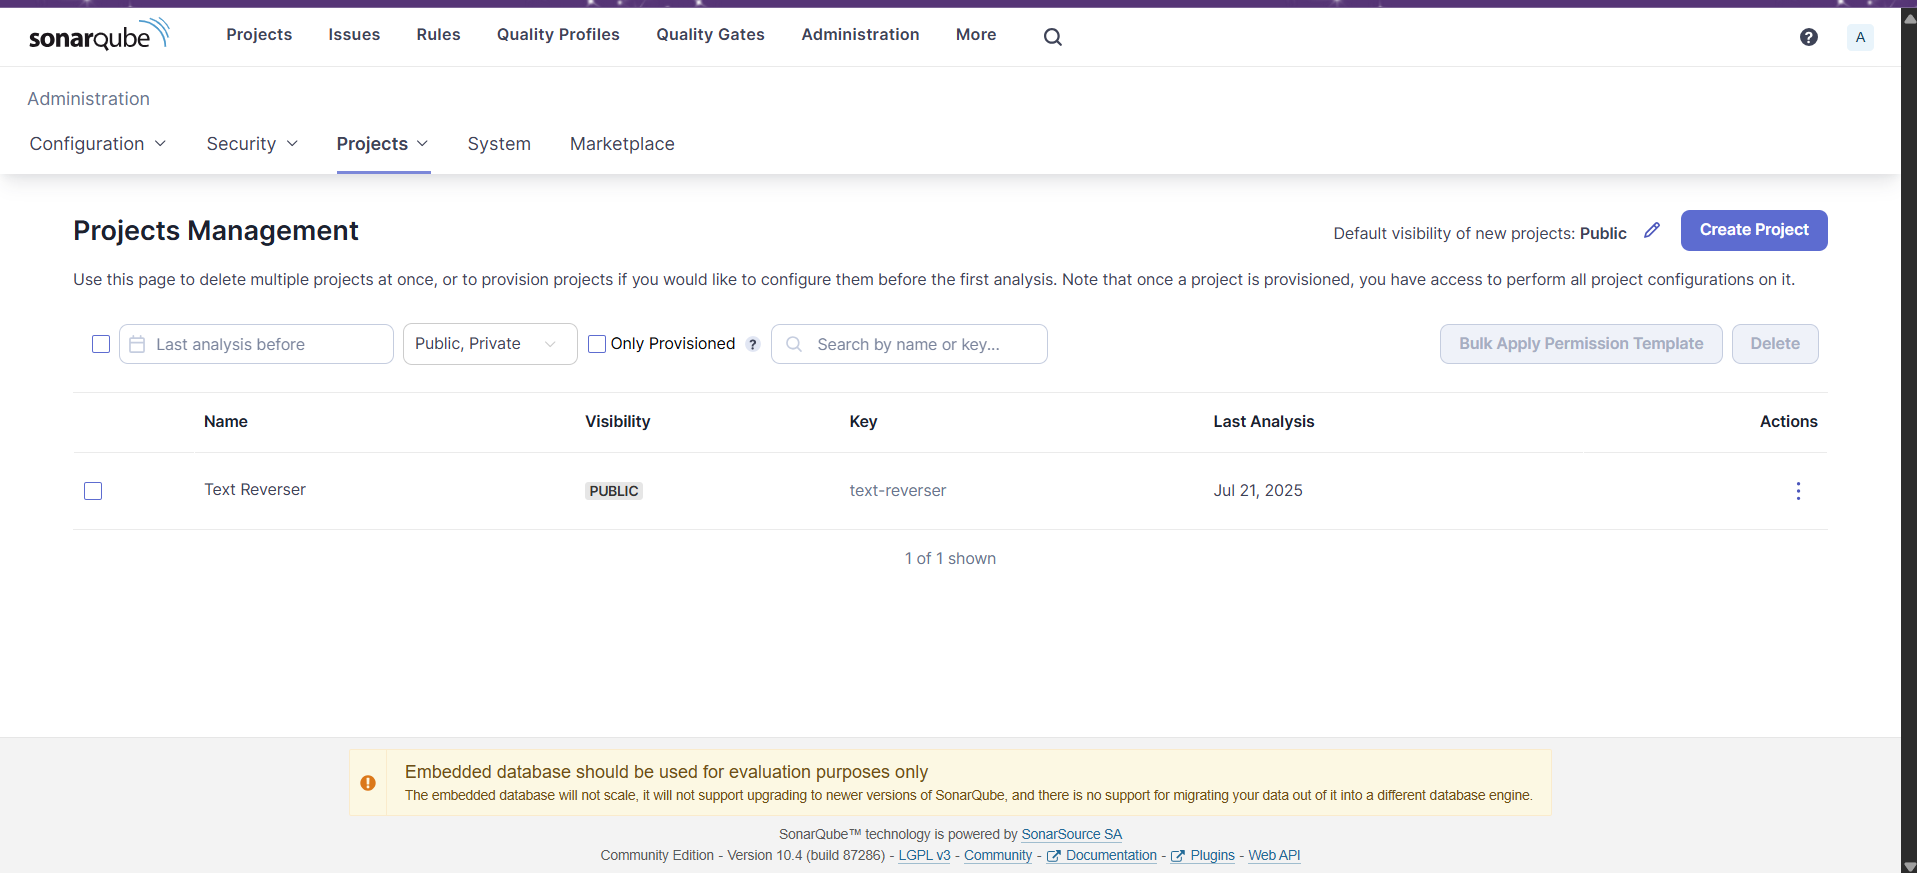 sonarqube
Projects Issues Rules Quality Profiles Quality Gates Administration More
A
Administration
Configuration Security Projects System Marketplace
Projects Management
Default visibility of new projects: Public
Create Project
Use this page to delete multiple projects at once, or to provision projects if you would like to configure them before the first analysis. Note that once a project is provisioned, you have access to perform all project configurations on it.
Last analysis before Public, Private Only Provisioned ? Search by name or key... Bulk Apply Permission Template Delete
Name Visibility Key Last Analysis Actions
Text Reverser PUBLIC text-reverser Jul 21, 2025
1 of 1 shown
Embedded database should be used for evaluation purposes only
The embedded database will not scale, it will not support upgrading to newer versions of SonarQube, and there is no support for migrating your data out of it into a different database engine.
SonarQube™ technology is powered by SonarSource SA
Community Edition - Version 10.4 (build 87286) - LGPL v3 - Community - Documentation - Plugins - Web API